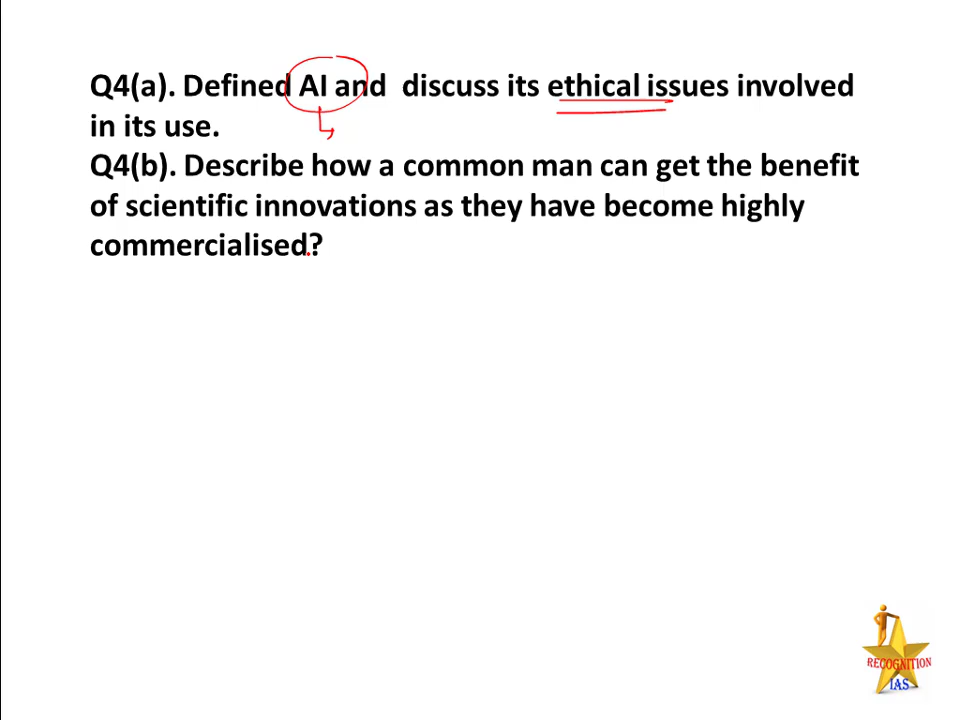 Q4(a). Defined AI and discuss its ethical issues involved
in its use.
Q4(b). Describe how a common man can get the benefit
of scientific innovations as they have become highly
commercialised?
RECOGNITION
IAS